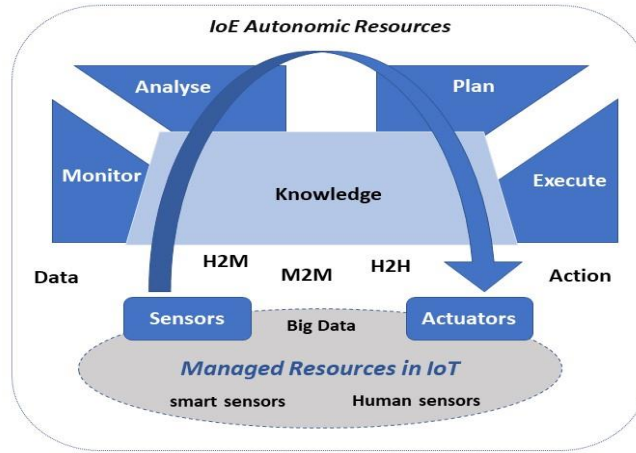 IoE Autonomic Resources
Analyse
Plan
Monitor
Execute
Knowledge
H2M
M2M
H2H
Data
Action
Sensors
Big Data
Actuators
Managed Resources in IoT
smart sensors
Human sensors